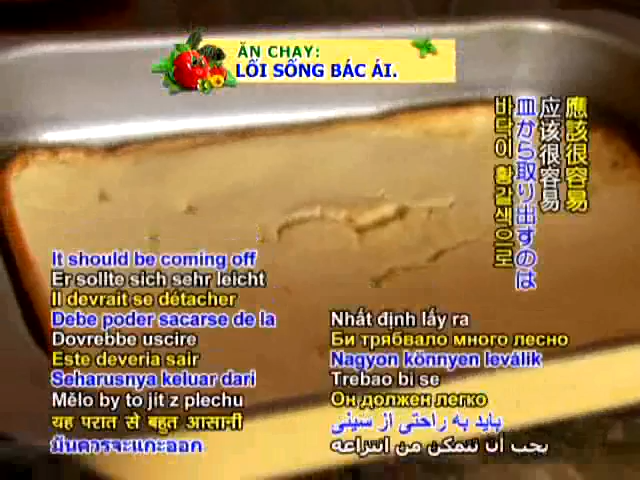 ĂN CHAY:
LỐI SỐNG BÁC ÁI.
應該很容易
应该很容易
皿から取り出すのは
바닥이 황갈색으로
It should be coming off
Er sollte sich sehr leicht
Il devrait se détacher
Debe poder sacarse de la
Dovrebbe uscire
Este deveria sair
Seharusnya keluar dari
Mělo by to jít z plechu
यह परात से बहुत आसानी
มันควรจะแกะออก
Nhất định lấy ra
Би трябвало много лесно
Nagyon könnyen leválik
Trebao bi se
Он должен легко
باید به راحتی از سینی
يجب أن تتمكن من انتزاعه